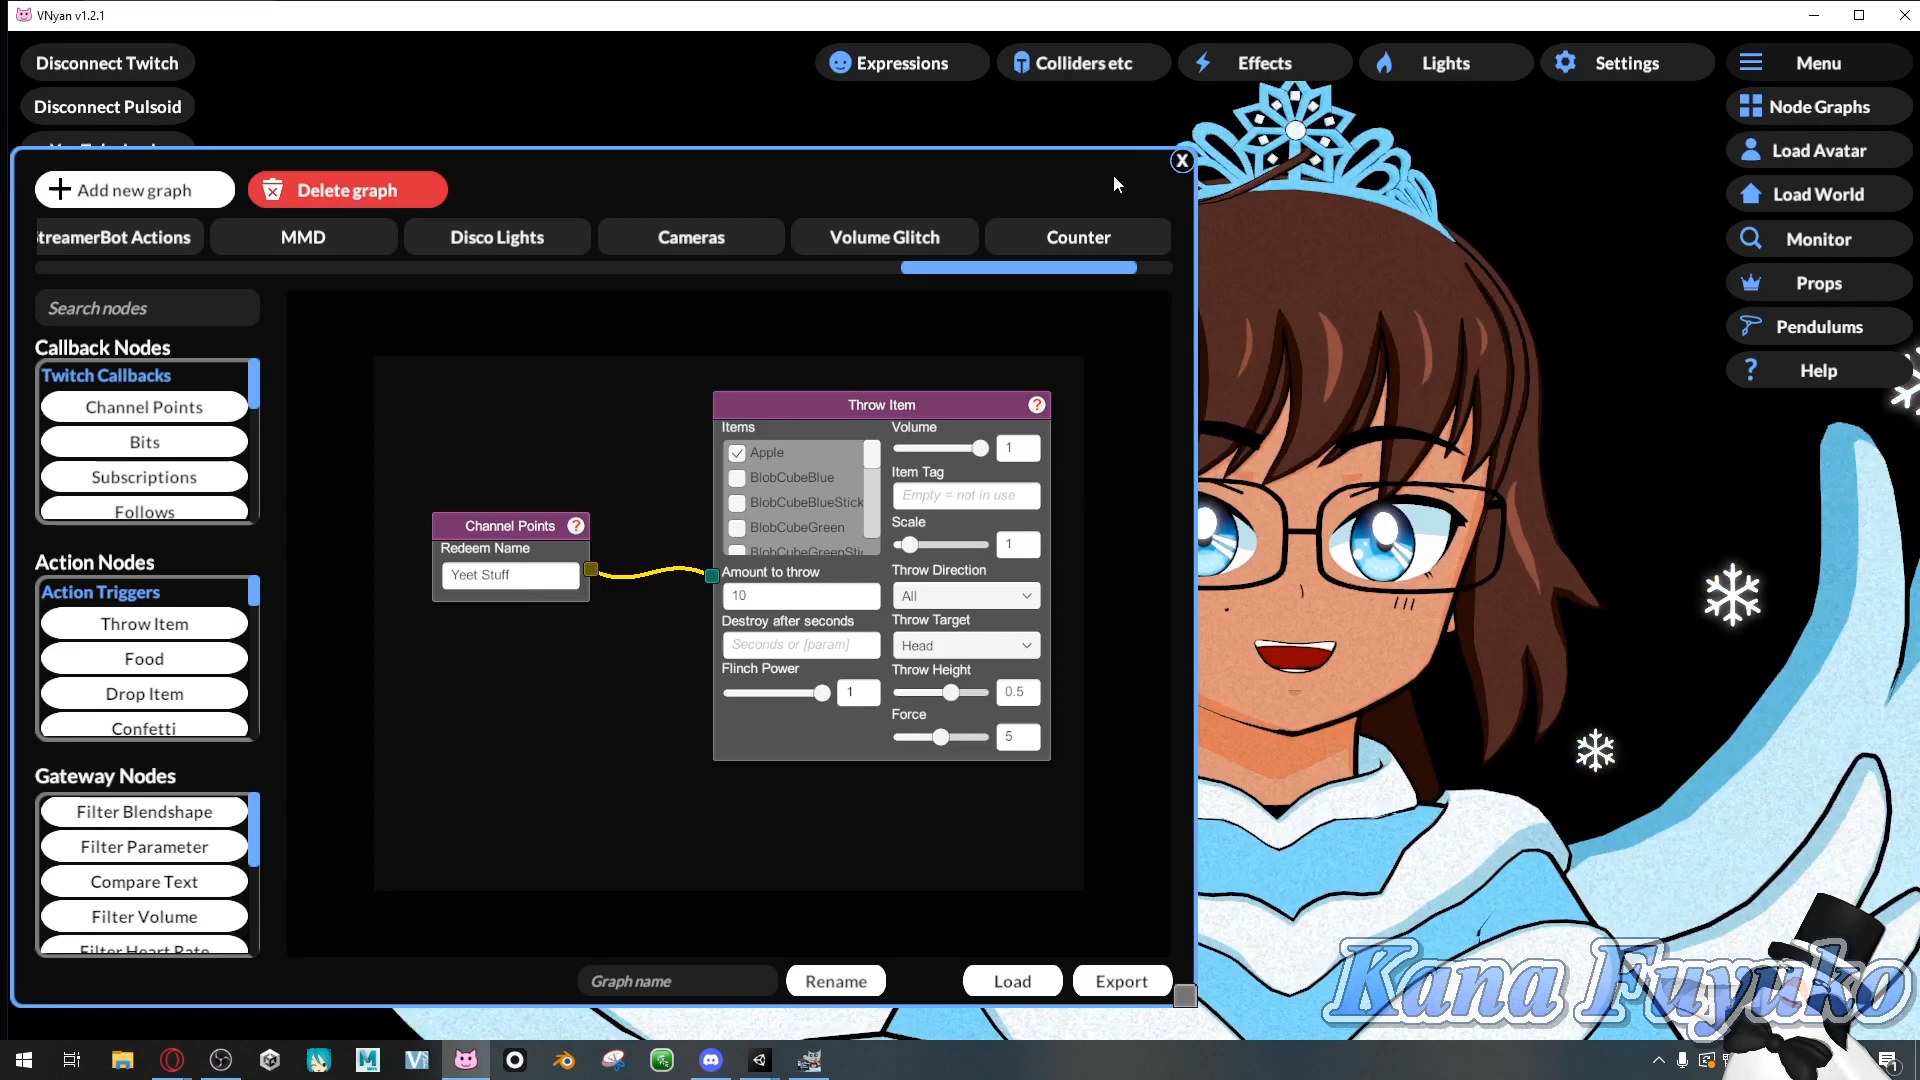 VNyan v1.2.1
Disconnect Twitch
Expressions
Colliders etc
Effects
Lights
Settings
Menu
Disconnect Pulsoid
Node Graphs
Load Avatar
Load World
Monitor
Props
Pendulums
Help
X
Add new graph
Delete graph
treamerBot Actions
MMD
Disco Lights
Cameras
Volume Glitch
Counter
Search nodes
Callback Nodes
Twitch Callbacks
Channel Points
Bits
Subscriptions
Follows
Action Nodes
Action Triggers
Throw Item
Food
Drop Item
Confetti
Gateway Nodes
Filter Blendshape
Filter Parameter
Compare Text
Filter Volume
Filter Heart Rate
Channel Points ?
Redeem Name
Yeet Stuff
Throw Item ?
Items
Apple
BlobCubeBlue
BlobCubeBlueStick
BlobCubeGreen
BlobCubeGreenSti
Amount to throw
10
Destroy after seconds
Seconds or [param]
Flinch Power
1
Volume
1
Item Tag
Empty = not in use
Scale
1
Throw Direction
All
Throw Target
Head
Throw Height
0.5
Force
5
Graph name
Rename
Load
Export
Kana Fuyuko